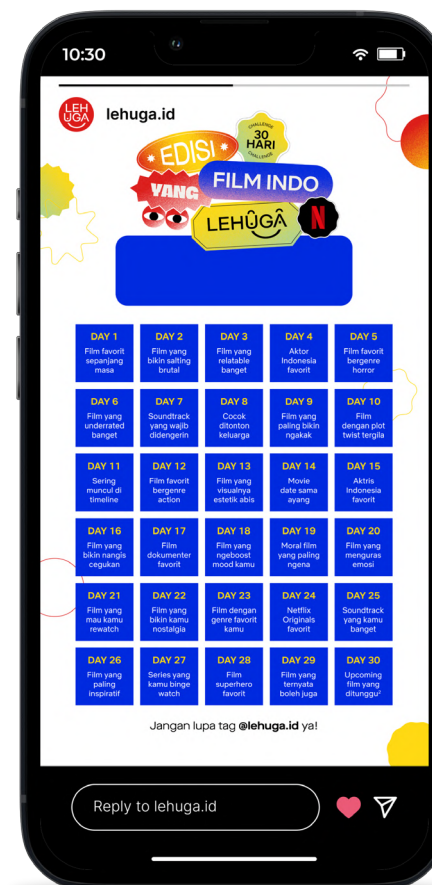 10:30
LEH
UGA
lehuga.id
CHALLENGE
30
HARI
CHALLENGE
EDISI
YANG
FILM INDO
LEHÛGÂ
N
DAY 1
Film favorit
sepanjang
masa
DAY 2
Film yang
bikin salting
brutal
DAY 3
Film yang
relatable
banget
DAY 4
Aktor
Indonesia
favorit
DAY 5
Film favorit
bergenre
horror
DAY 6
Film yang
underrated
banget
DAY 7
Soundtrack
yang wajib
didengerin
DAY 8
Cocok
ditonton
keluarga
DAY 9
Film yang
paling bikin
ngakak
DAY 10
Film
dengan plot
twist tergila
DAY 11
Sering
muncul di
timeline
DAY 12
Film favorit
bergenre
action
DAY 13
Film yang
visualnya
estetik abis
DAY 14
Movie
date sama
ayang
DAY 15
Aktris
Indonesia
favorit
DAY 16
Film yang
bikin nangis
cegukan
DAY 17
Film
dokumenter
favorit
DAY 18
Film yang
ngeboost
mood kamu
DAY 19
Moral film
yang paling
ngena
DAY 20
Film yang
menguras
emosi
DAY 21
Film yang
mau kamu
rewatch
DAY 22
Film yang
bikin kamu
nostalgia
DAY 23
Film dengan
genre favorit
kamu
DAY 24
Netflix
Originals
favorit
DAY 25
Soundtrack
yang kamu
banget
DAY 26
Film yang
paling
inspiratif
DAY 27
Series yang
kamu binge
watch
DAY 28
Film
superhero
favorit
DAY 29
Film yang
ternyata
boleh juga
DAY 30
Upcoming
film yang
ditunggu²
Jangan lupa tag @lehuga.id ya!
Reply to lehuga.id